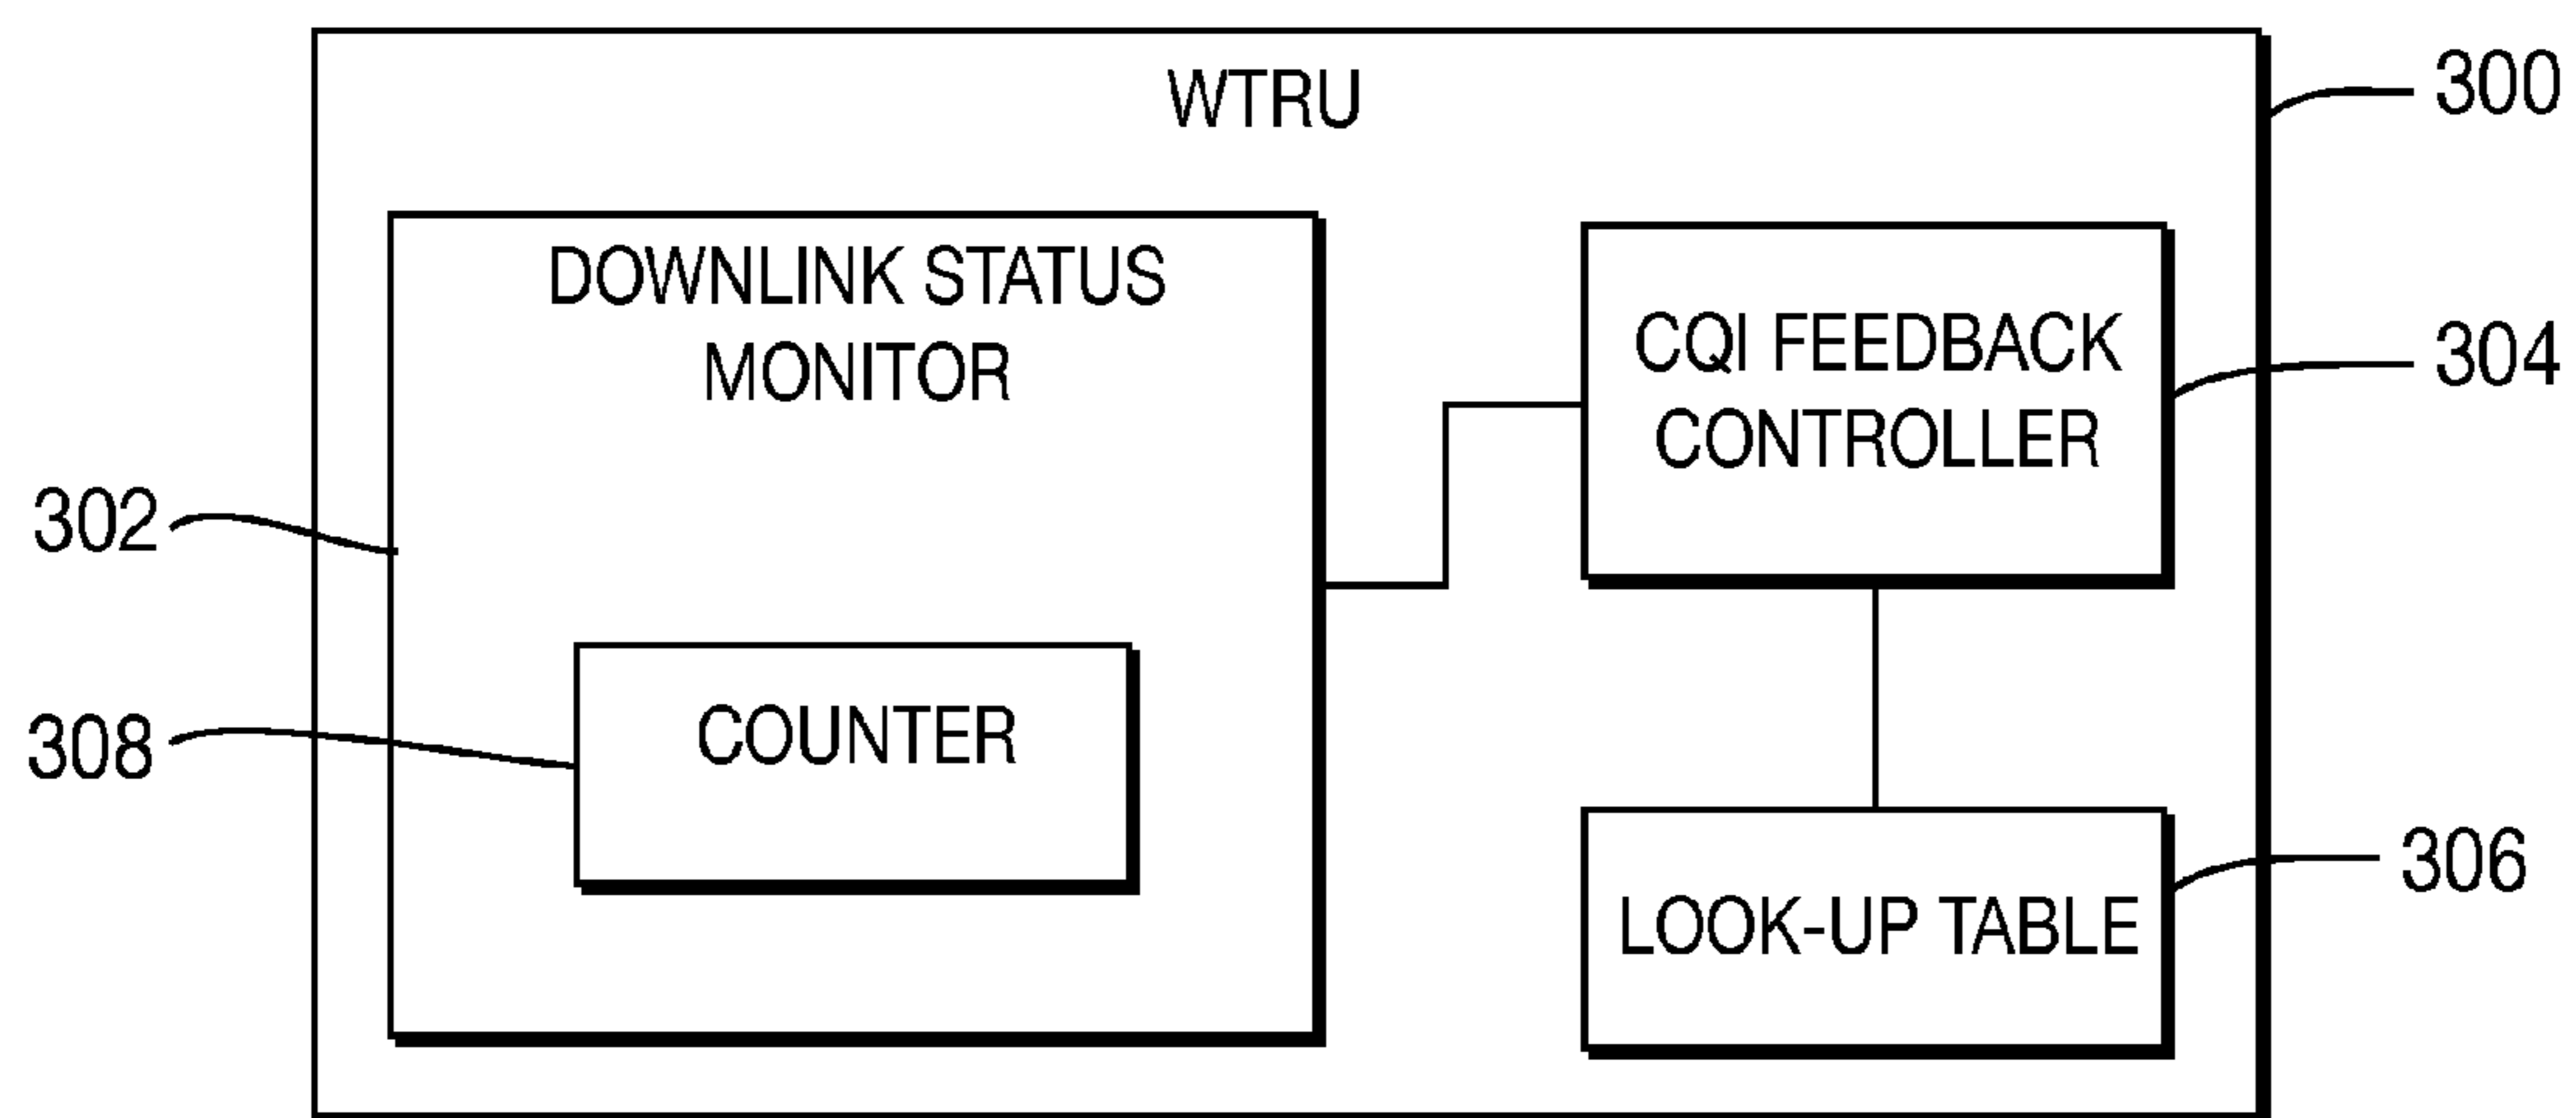 WTRU
300
DOWNLINK STATUS
MONITOR
CQI FEEDBACK
CONTROLLER
304
302
COUNTER
308
LOOK-UP TABLE
306